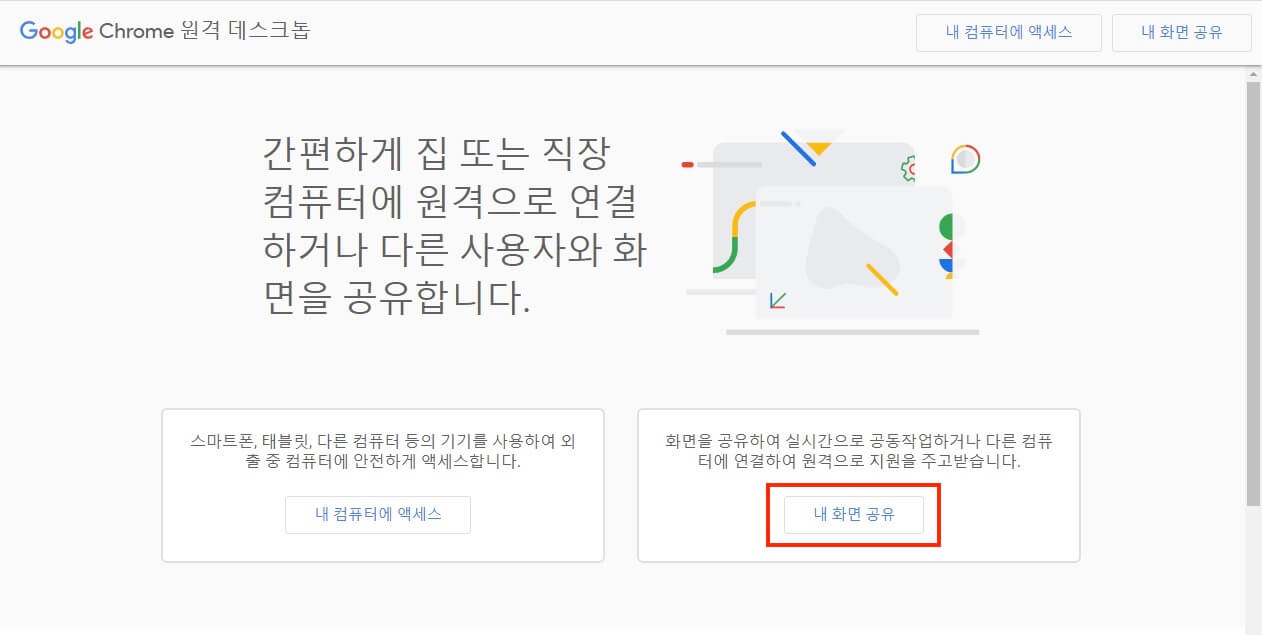 Google Chrome 원격 데스크톱
내 컴퓨터에 액세스
내 화면 공유
간편하게 집 또는 직장
컴퓨터에 원격으로 연결
하거나 다른 사용자와 화
면을 공유합니다.
스마트폰, 태블릿, 다른 컴퓨터 등의 기기를 사용하여 외
출 중 컴퓨터에 안전하게 액세스합니다.
내 컴퓨터에 액세스
화면을 공유하여 실시간으로 공동작업하거나 다른 컴퓨
터에 연결하여 원격으로 지원을 주고받습니다.
내 화면 공유